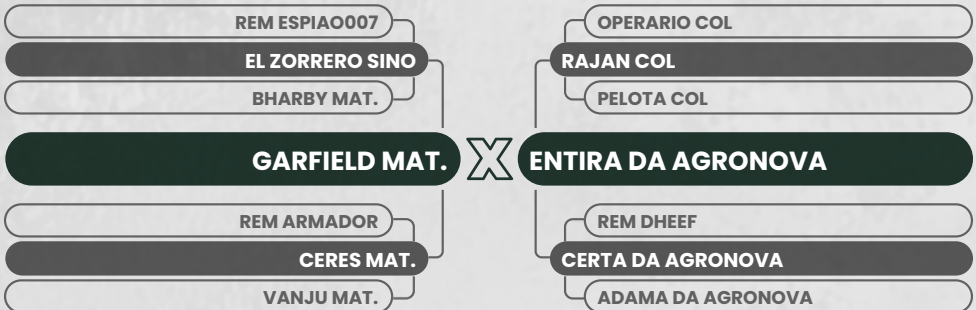 REM ESPIAO007
EL ZORRERO SINO
BHARBY MAT.
GARFIELD MAT.
REM ARMADOR
CERES MAT.
VANJU MAT.
X
OPERARIO COL
RAJAN COL
PELOTA COL
ENTIRA DA AGRONOVA
REM DHEEF
CERTA DA AGRONOVA
ADAMA DA AGRONOVA